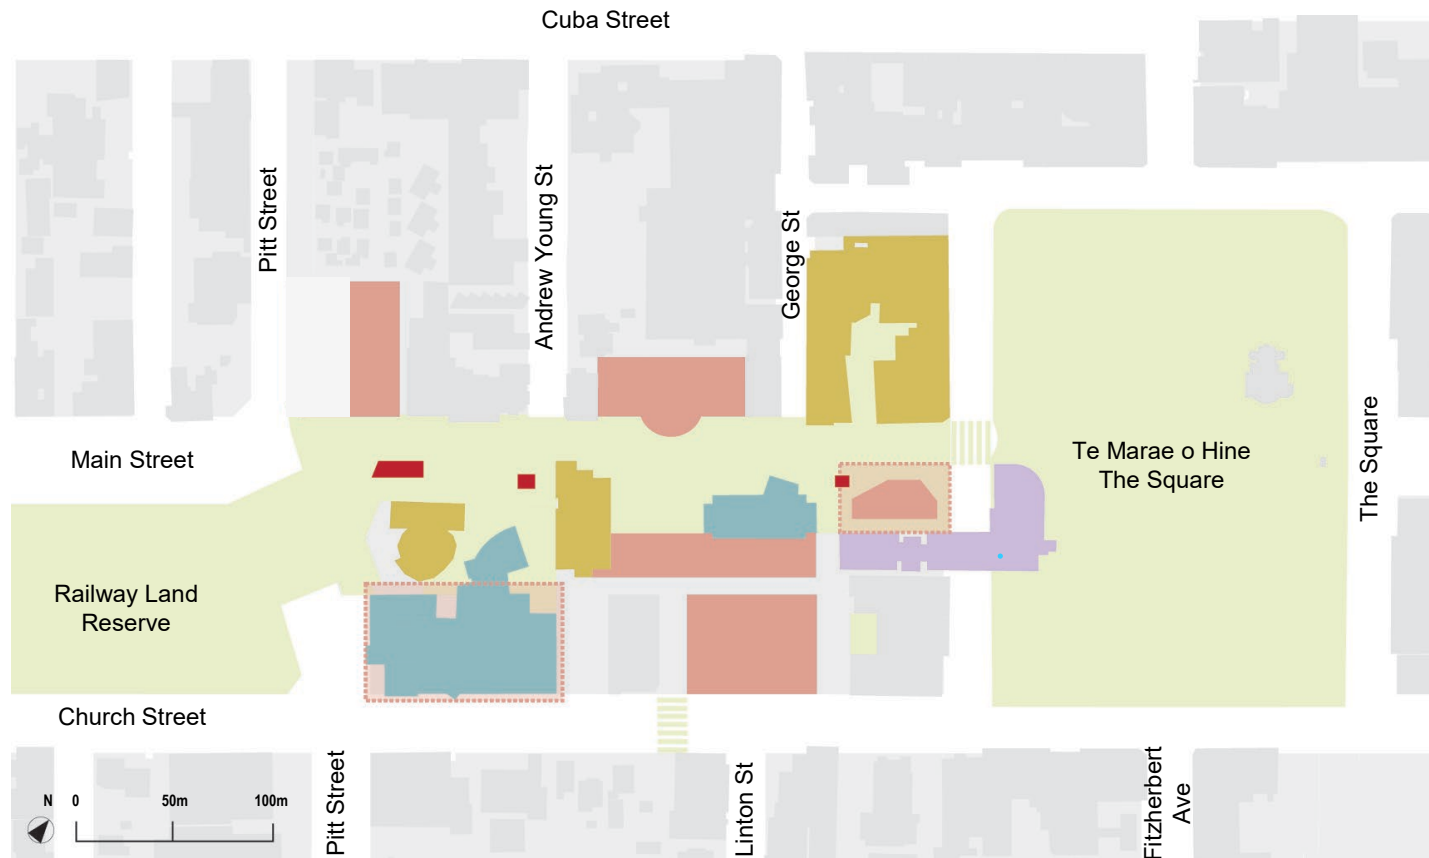 Cuba Street
Pitt Street
Andrew Young St
George St
Main Street
Te Marae o Hine
The Square
The Square
Railway Land
Reserve
Church Street
N 0 50m 100m
Pitt Street
Linton St
Fitzherbert
Ave